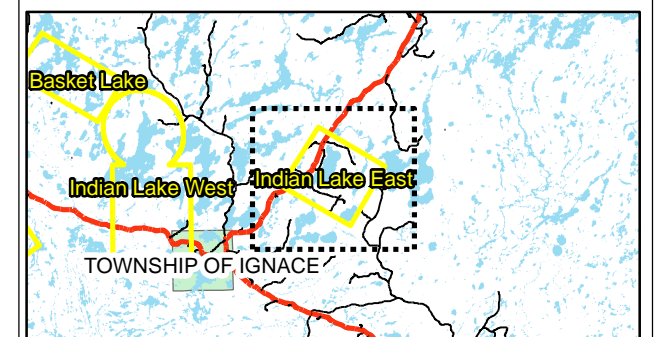 Basket Lake
Indian Lake West
Indian Lake East
TOWNSHIP OF IGNACE